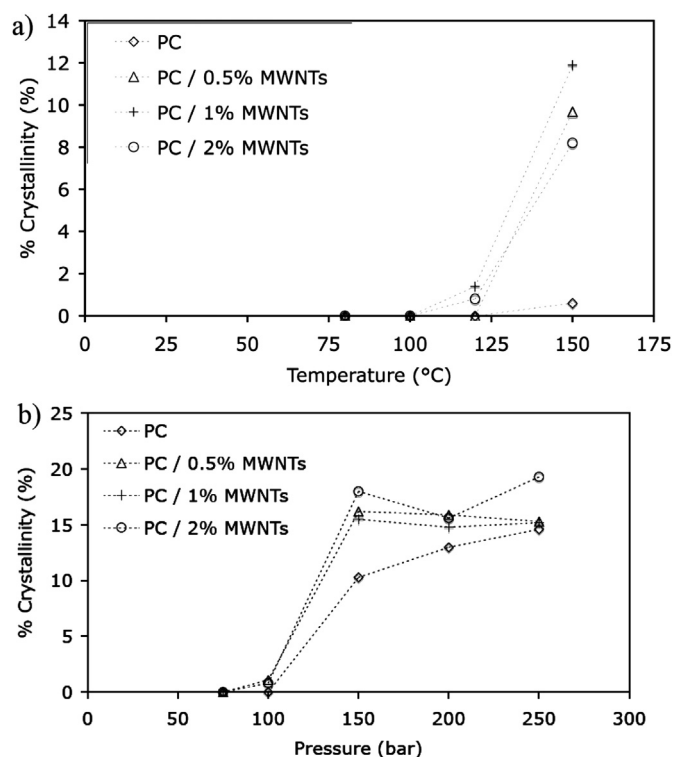 a)
% Crystallinity (%)
14
12
10
8
6
4
2
0
PC
PC / 0.5% MWNTs
PC / 1% MWNTs
PC / 2% MWNTs
0 25 50 75 100 125 150 175
Temperature (°C)
b)
% Crystallinity (%)
25
20
15
10
5
0
PC
PC / 0.5% MWNTs
PC / 1% MWNTs
PC / 2% MWNTs
0 50 100 150 200 250 300
Pressure (bar)